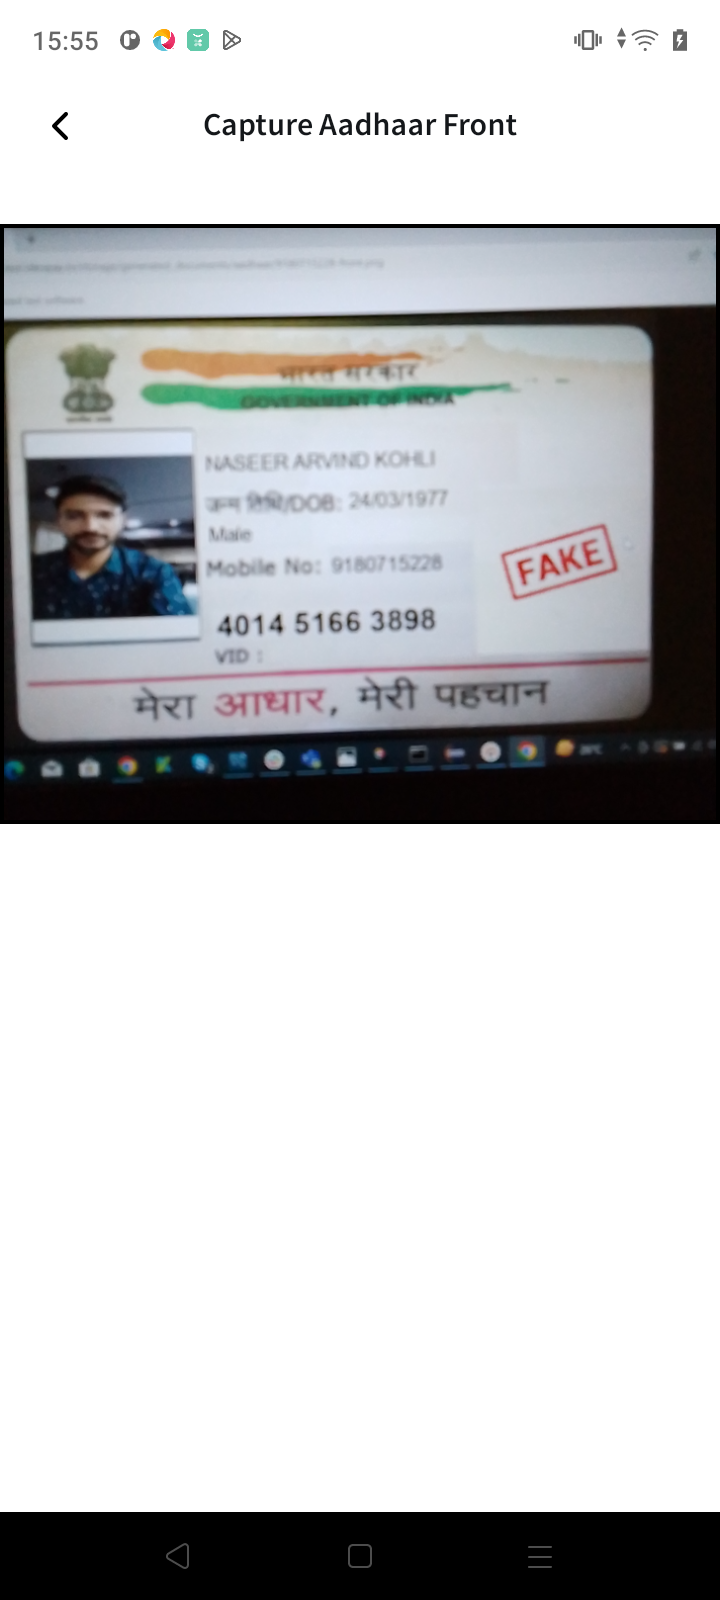 15:55
Capture Aadhaar Front
भारत सरकार
GOVERNMENT OF INDIA
NASEER ARVIND KOHLI
जन्म तिथि/DOB: 24/03/1977
Male
Mobile No: 9180715228
FAKE
4014 5166 3898
VID :
मेरा आधार, मेरी पहचान